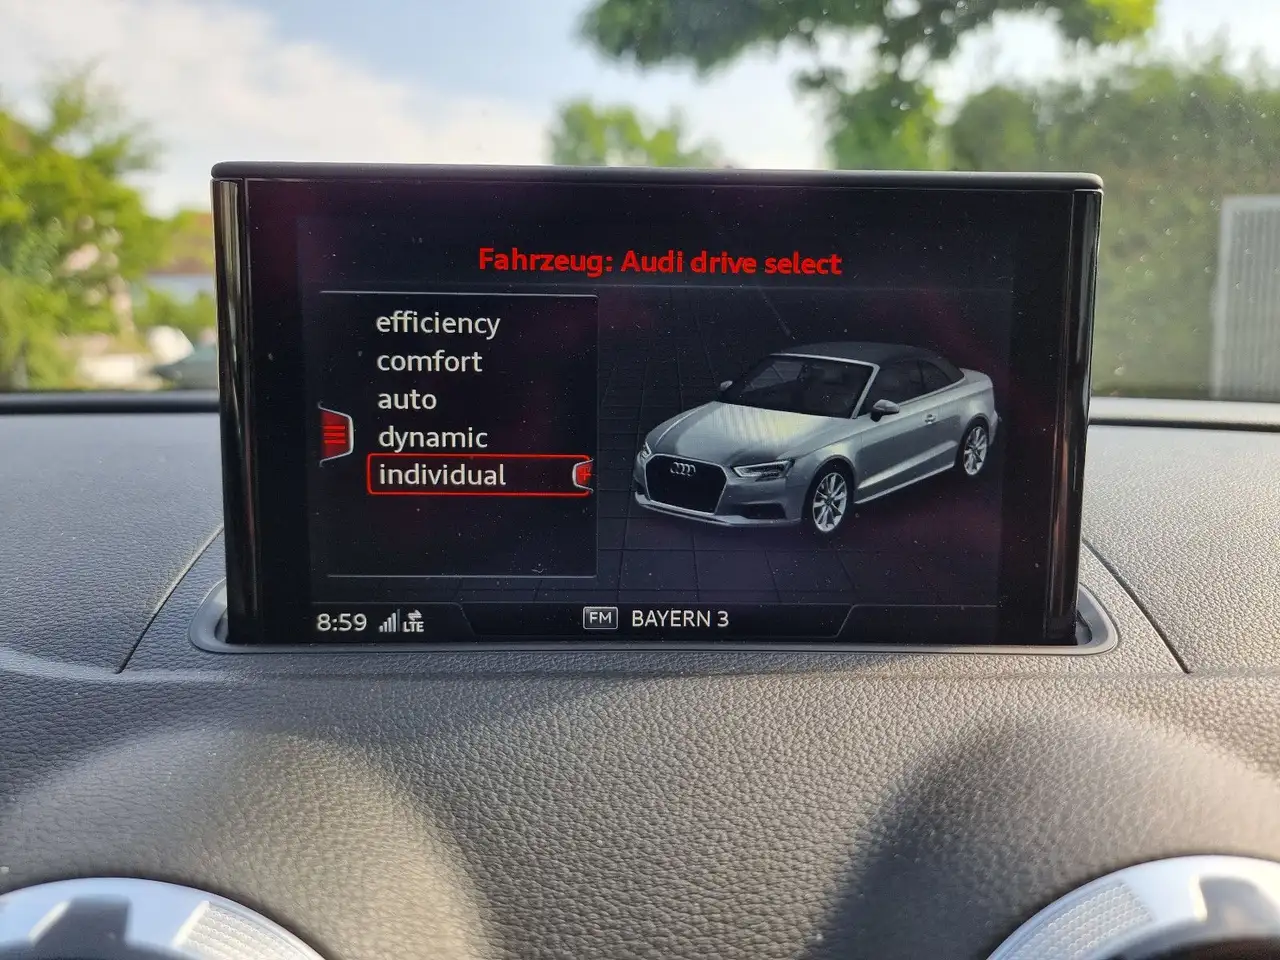 Fahrzeug: Audi drive select
efficiency
comfort
auto
dynamic
individual
8:59 LTE FM BAYERN 3